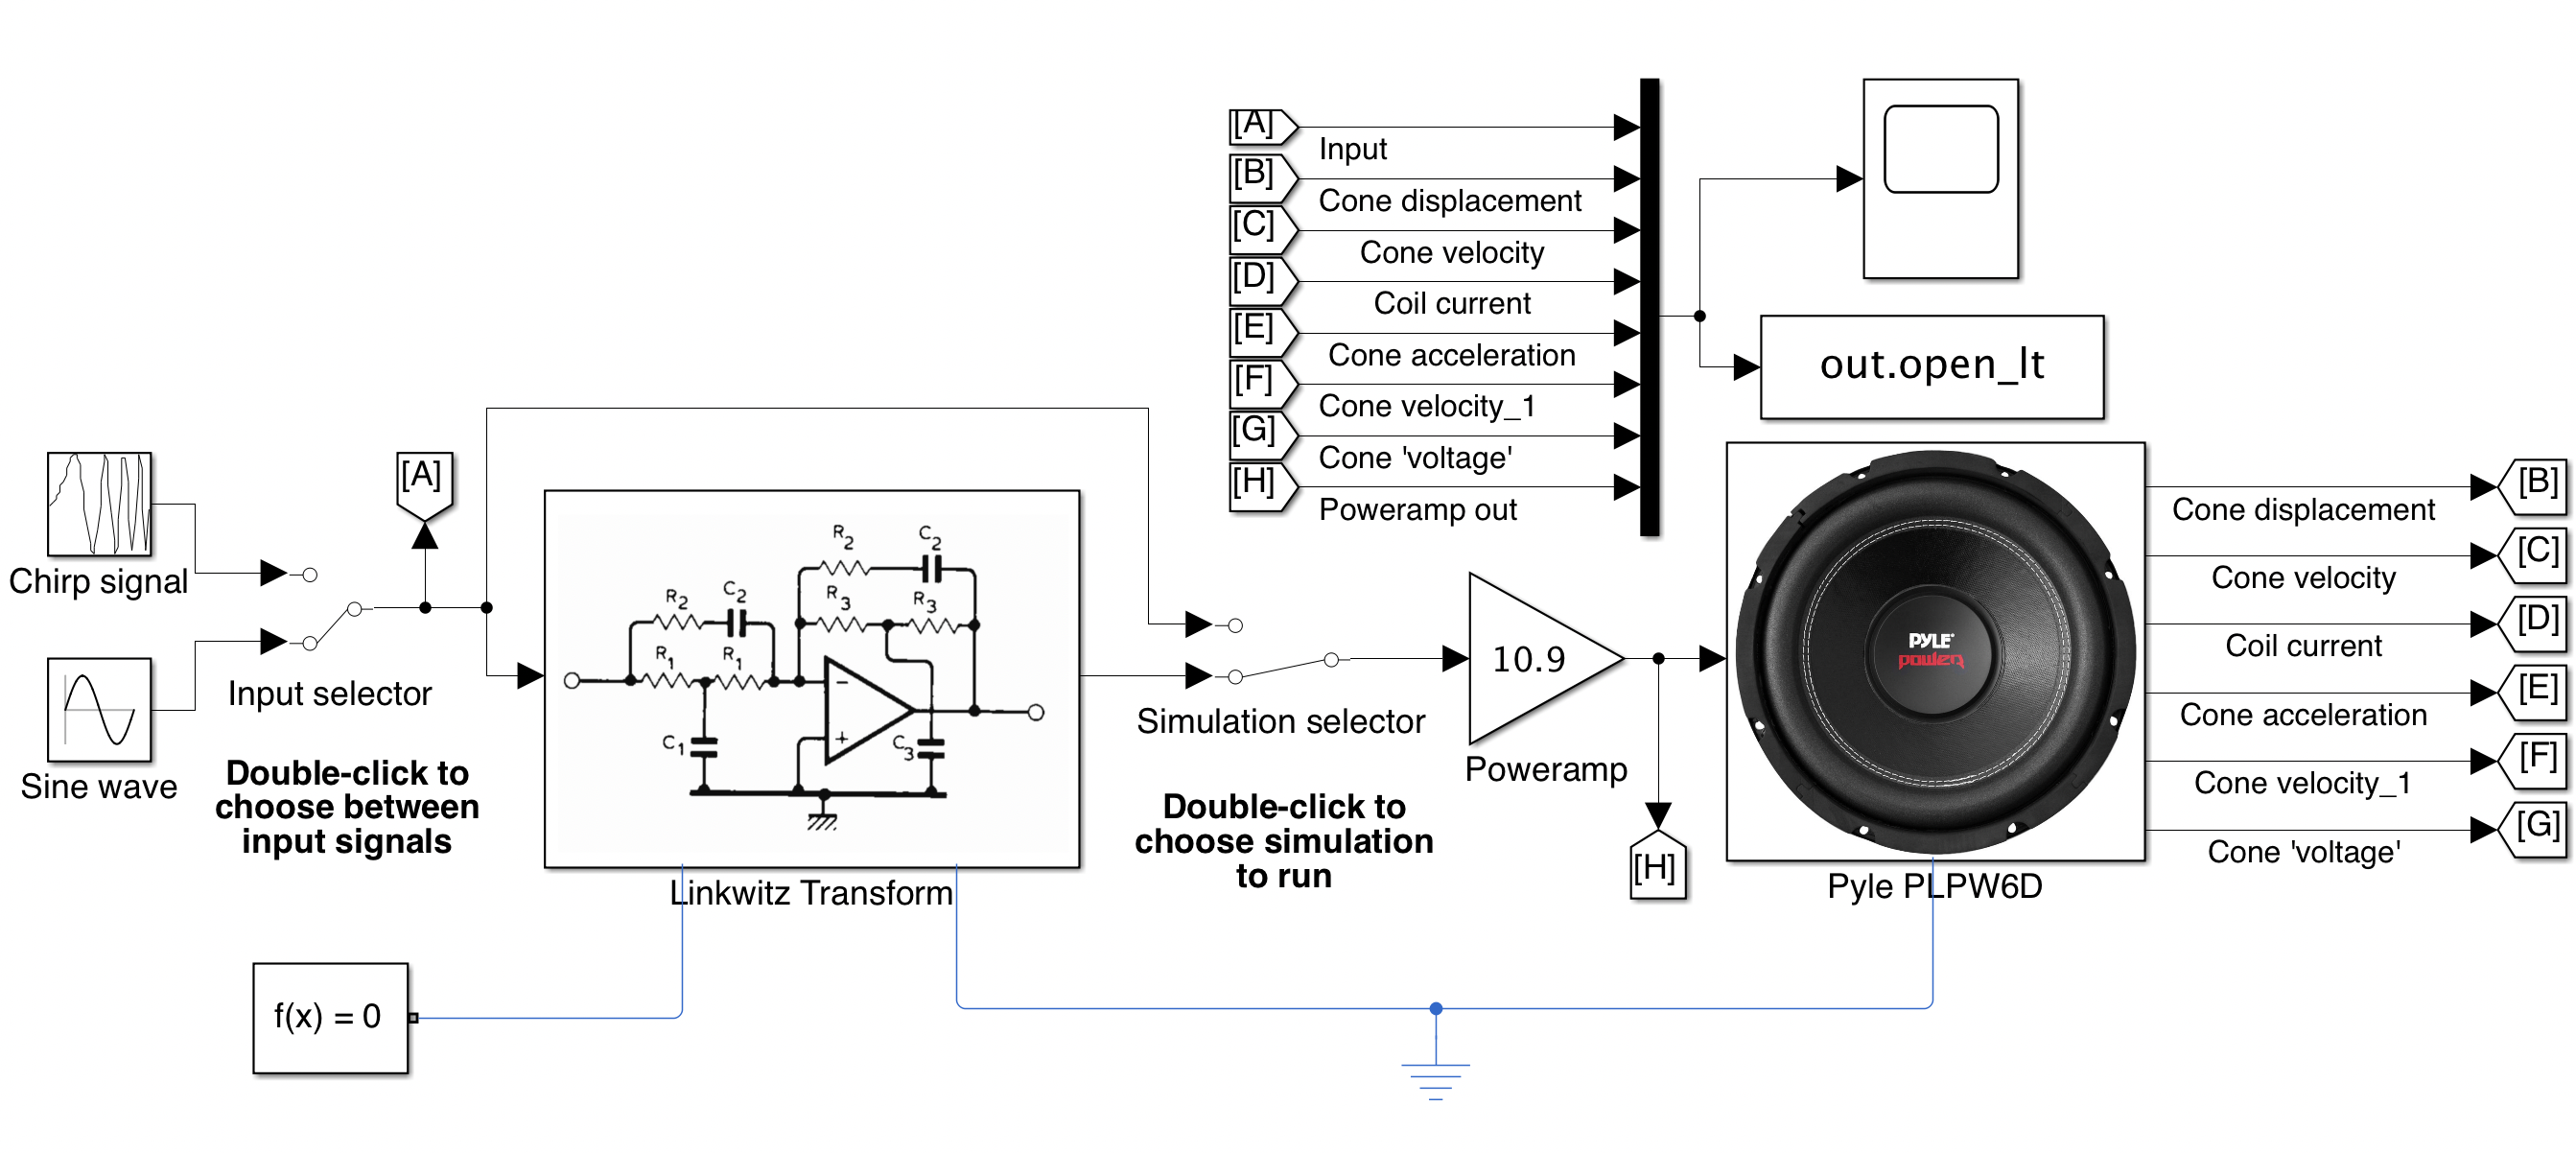 [A]
Input
[B]
Cone displacement
[C]
Cone velocity
[D]
Coil current
[E]
Cone acceleration
[F]
Cone velocity_1
[G]
Cone 'voltage'
[H]
Poweramp out
out.open_lt
Chirp signal
Sine wave
[A]
Input selector
Double-click to
choose between
input signals
R2
C2
R2
C2
R3
R3
R1
R1
C1
C3
−
+
Linkwitz Transform
f(x) = 0
Simulation selector
Double-click to
choose simulation
to run
10.9
Poweramp
[H]
PYLE
power
Pyle PLPW6D
Cone displacement
[B]
Cone velocity
[C]
Coil current
[D]
Cone acceleration
[E]
Cone velocity_1
[F]
Cone 'voltage'
[G]